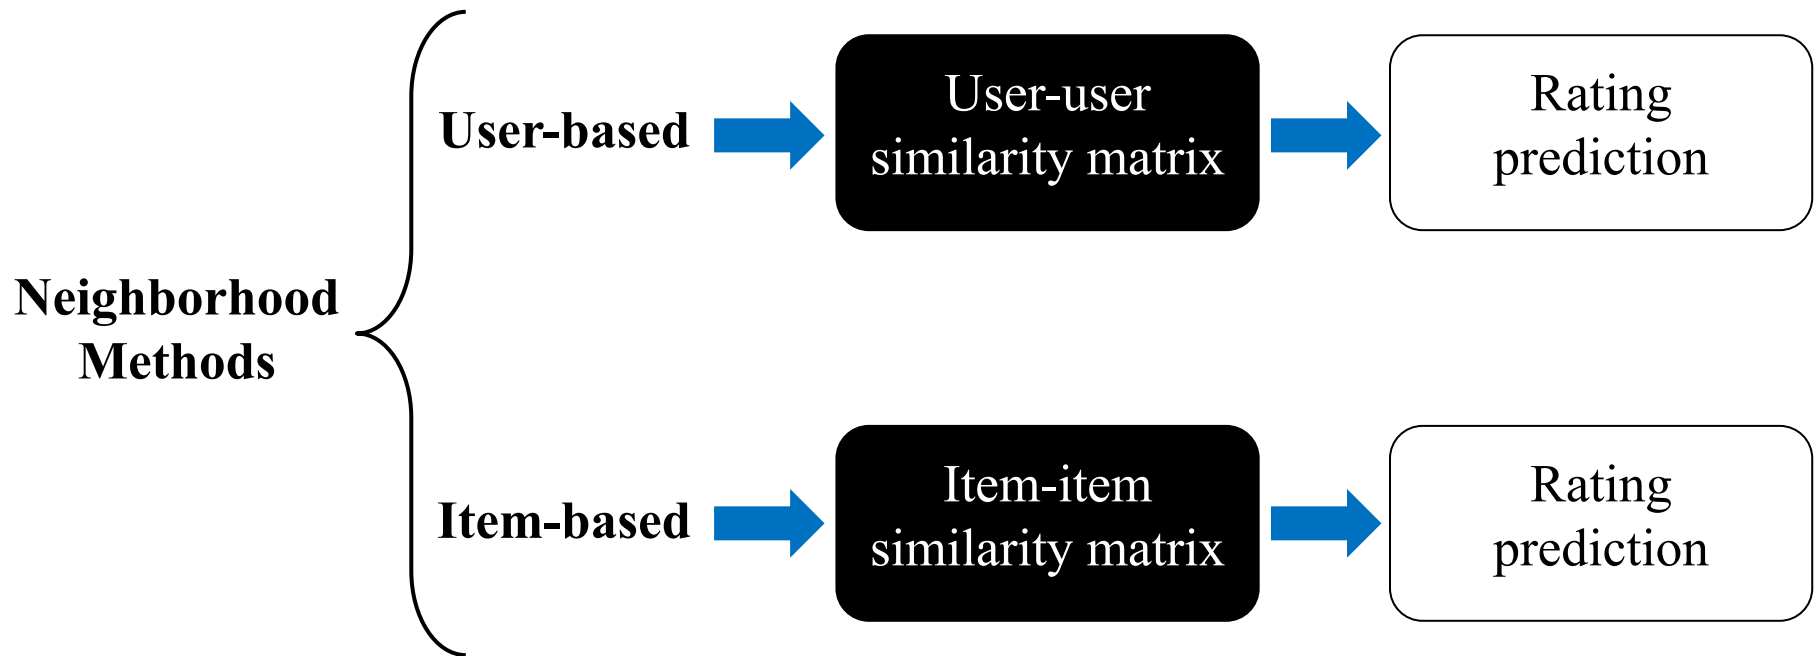 Neighborhood
Methods
User-based
User-user
similarity matrix
Rating
prediction
Item-based
Item-item
similarity matrix
Rating
prediction